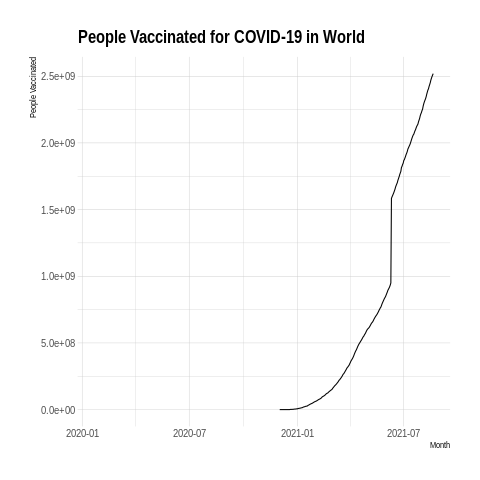 People Vaccinated for COVID-19 in World
People Vaccinated
2.5e+09
2.0e+09
1.5e+09
1.0e+09
5.0e+08
0.0e+00
2020-01 2020-07 2021-01 2021-07
Month